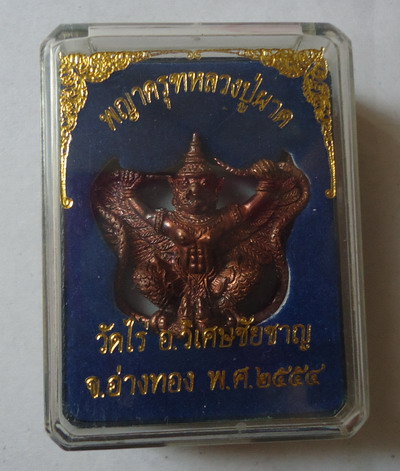 พญาครุฑหลวงปู่ผาด
วัดไร่ อ.วิเศษชัยชาญ
จ.อ่างทอง พ.ศ.๒๕๕๔